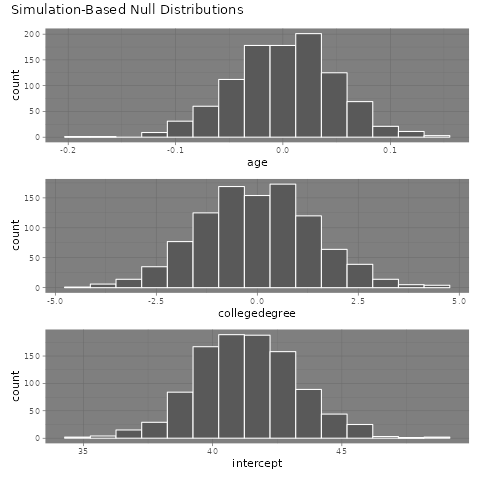 Simulation-Based Null Distributions
200
150
100
50
0
count
-0.2 -0.1 0.0 0.1
age
150
100
50
0
count
-5.0 -2.5 0.0 2.5 5.0
collegedegree
150
100
50
0
count
35 40 45
intercept